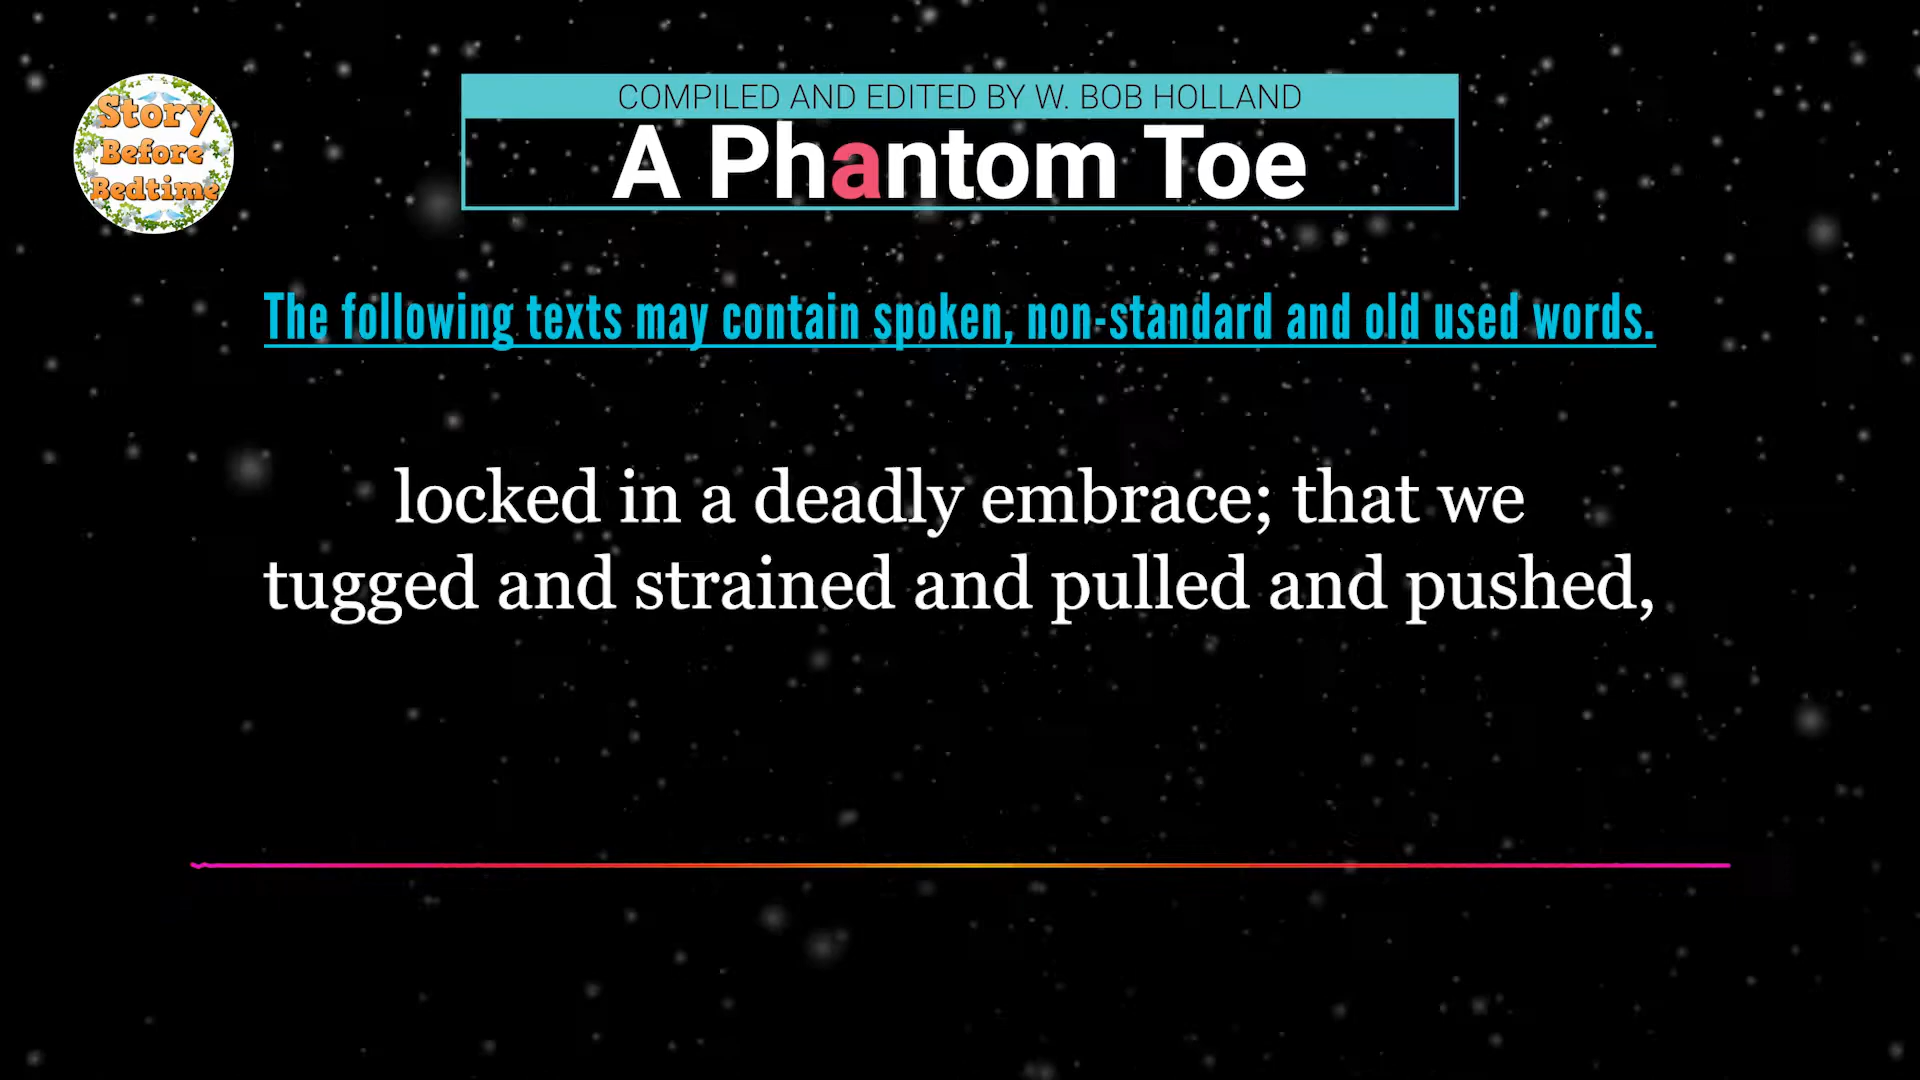 Story
Before
Bedtime
COMPILED AND EDITED BY W. BOB HOLLAND
A Phantom Toe
The following texts may contain spoken, non-standard and old used words.
locked in a deadly embrace; that we
tugged and strained and pulled and pushed,